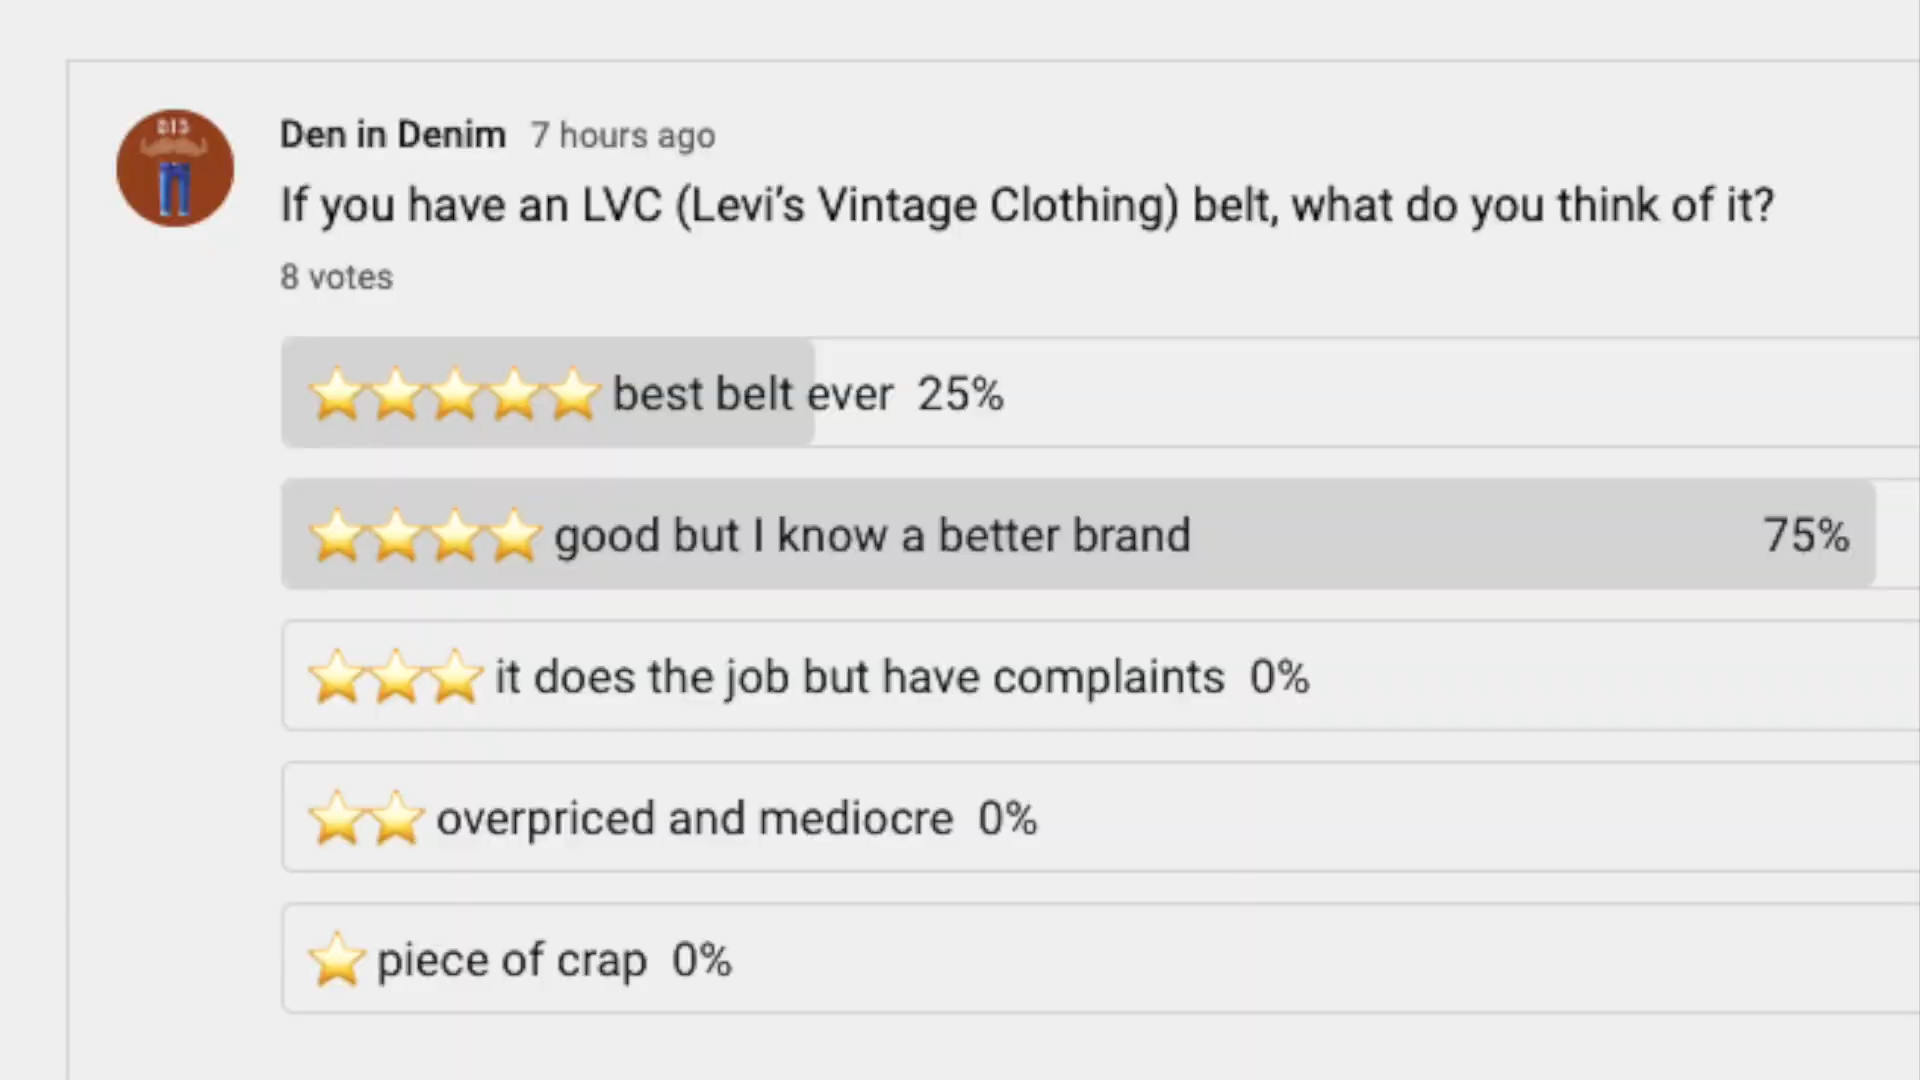 DID
Den in Denim 7 hours ago
If you have an LVC (Levi's Vintage Clothing) belt, what do you think of it?
8 votes
⭐⭐⭐⭐⭐ best belt ever 25%
⭐⭐⭐⭐ good but I know a better brand 75%
⭐⭐⭐ it does the job but have complaints 0%
⭐⭐ overpriced and mediocre 0%
⭐ piece of crap 0%